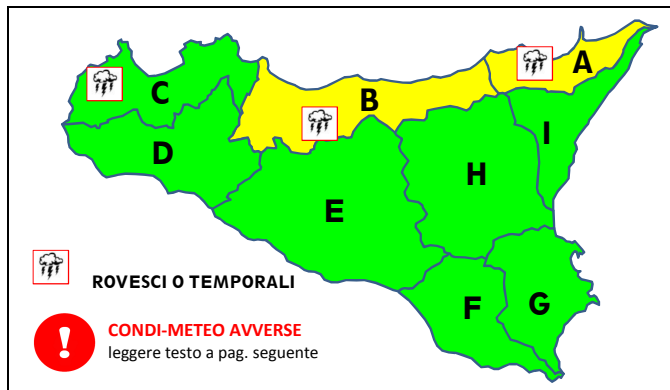 A
C
B
I
D
H
E
ROVESCI O TEMPORALI
F
G
CONDI-METEO AVVERSE
leggere testo a pag. seguente
!